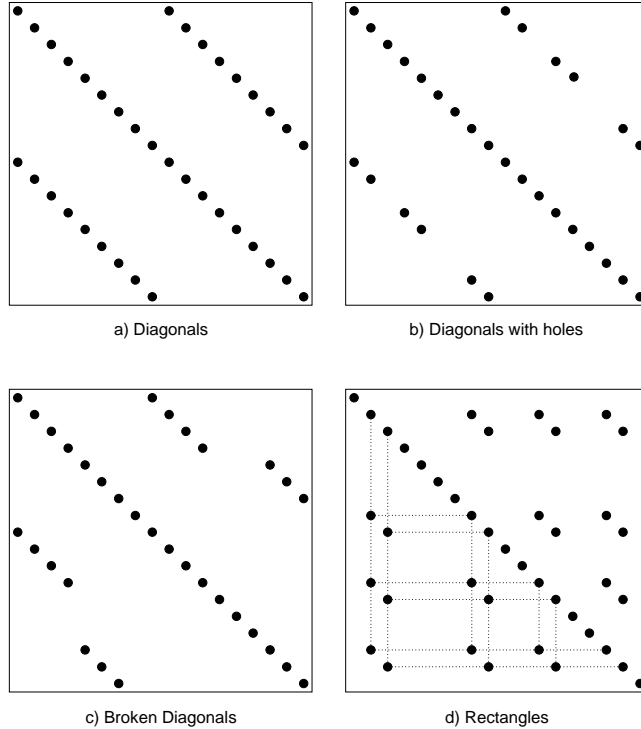 a) Diagonals
b) Diagonals with holes
c) Broken Diagonals
d) Rectangles